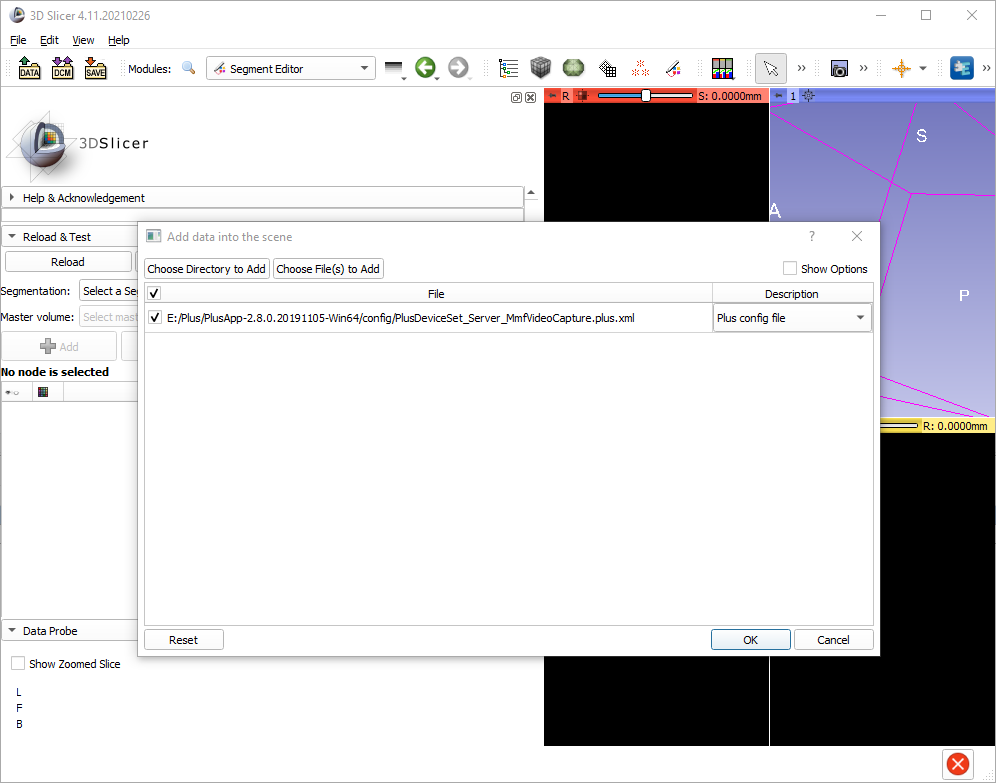 3D Slicer 4.11.20210226
File Edit View Help
DATA DCM SAVE Modules: Segment Editor
R S: 0.0000mm 1
3DSlicer
S
Help & Acknowledgement
A
Reload & Test
Add data into the scene ?
Reload
Choose Directory to Add Choose File(s) to Add Show Options
Segmentation: Select a Se
File Description
P
Master volume: Select mast
E:/Plus/PlusApp-2.8.0.20191105-Win64/config/PlusDeviceSet_Server_MmfVideoCapture.plus.xml Plus config file
Add
No node is selected
R: 0.0000mm
Data Probe
Reset OK Cancel
Show Zoomed Slice
L
F
B